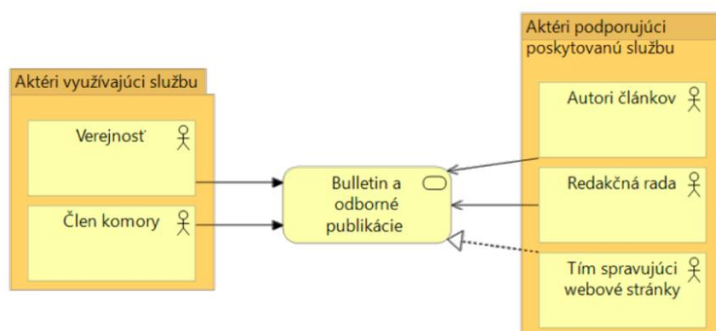 Aktéri využívajúci službu
Verejnosť
Člen komory
Bulletin a
odborné
publikácie
Aktéri podporujúci
poskytovanú službu
Autori článkov
Redakčná rada
Tím spravujúci
webové stránky